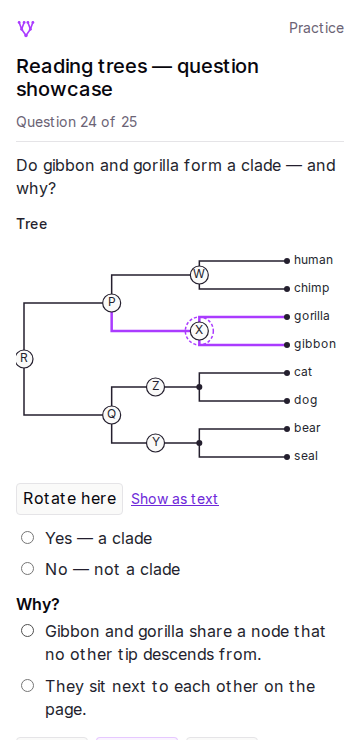 Practice
Reading trees — question
showcase
Question 24 of 25
Do gibbon and gorilla form a clade — and
why?
Tree
human
W
chimp
P
gorilla
X
gibbon
R
cat
Z
dog
Q
bear
Y
seal
Rotate here Show as text
Yes — a clade
No — not a clade
Why?
Gibbon and gorilla share a node that
no other tip descends from.
They sit next to each other on the
page.